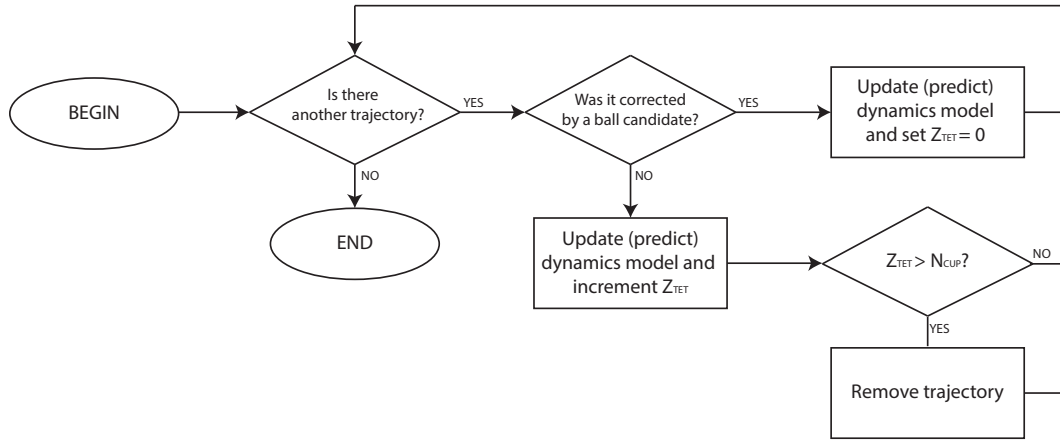 BEGIN
Is there
another trajectory?
YES
Was it corrected
by a ball candidate?
YES
Update (predict)
dynamics model
and set ZTET = 0
NO
NO
END
Update (predict)
dynamics model and
increment ZTET
ZTET > NCUP?
NO
YES
Remove trajectory